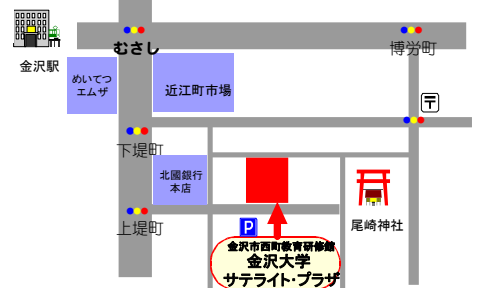 むさし
博労町
金沢駅
めいてつ
エムザ
近江町市場
〒
下堤町
北國銀行
本店
上堤町
P
尾崎神社
金沢市西町教育研修館
金沢大学
サテライト・プラザ